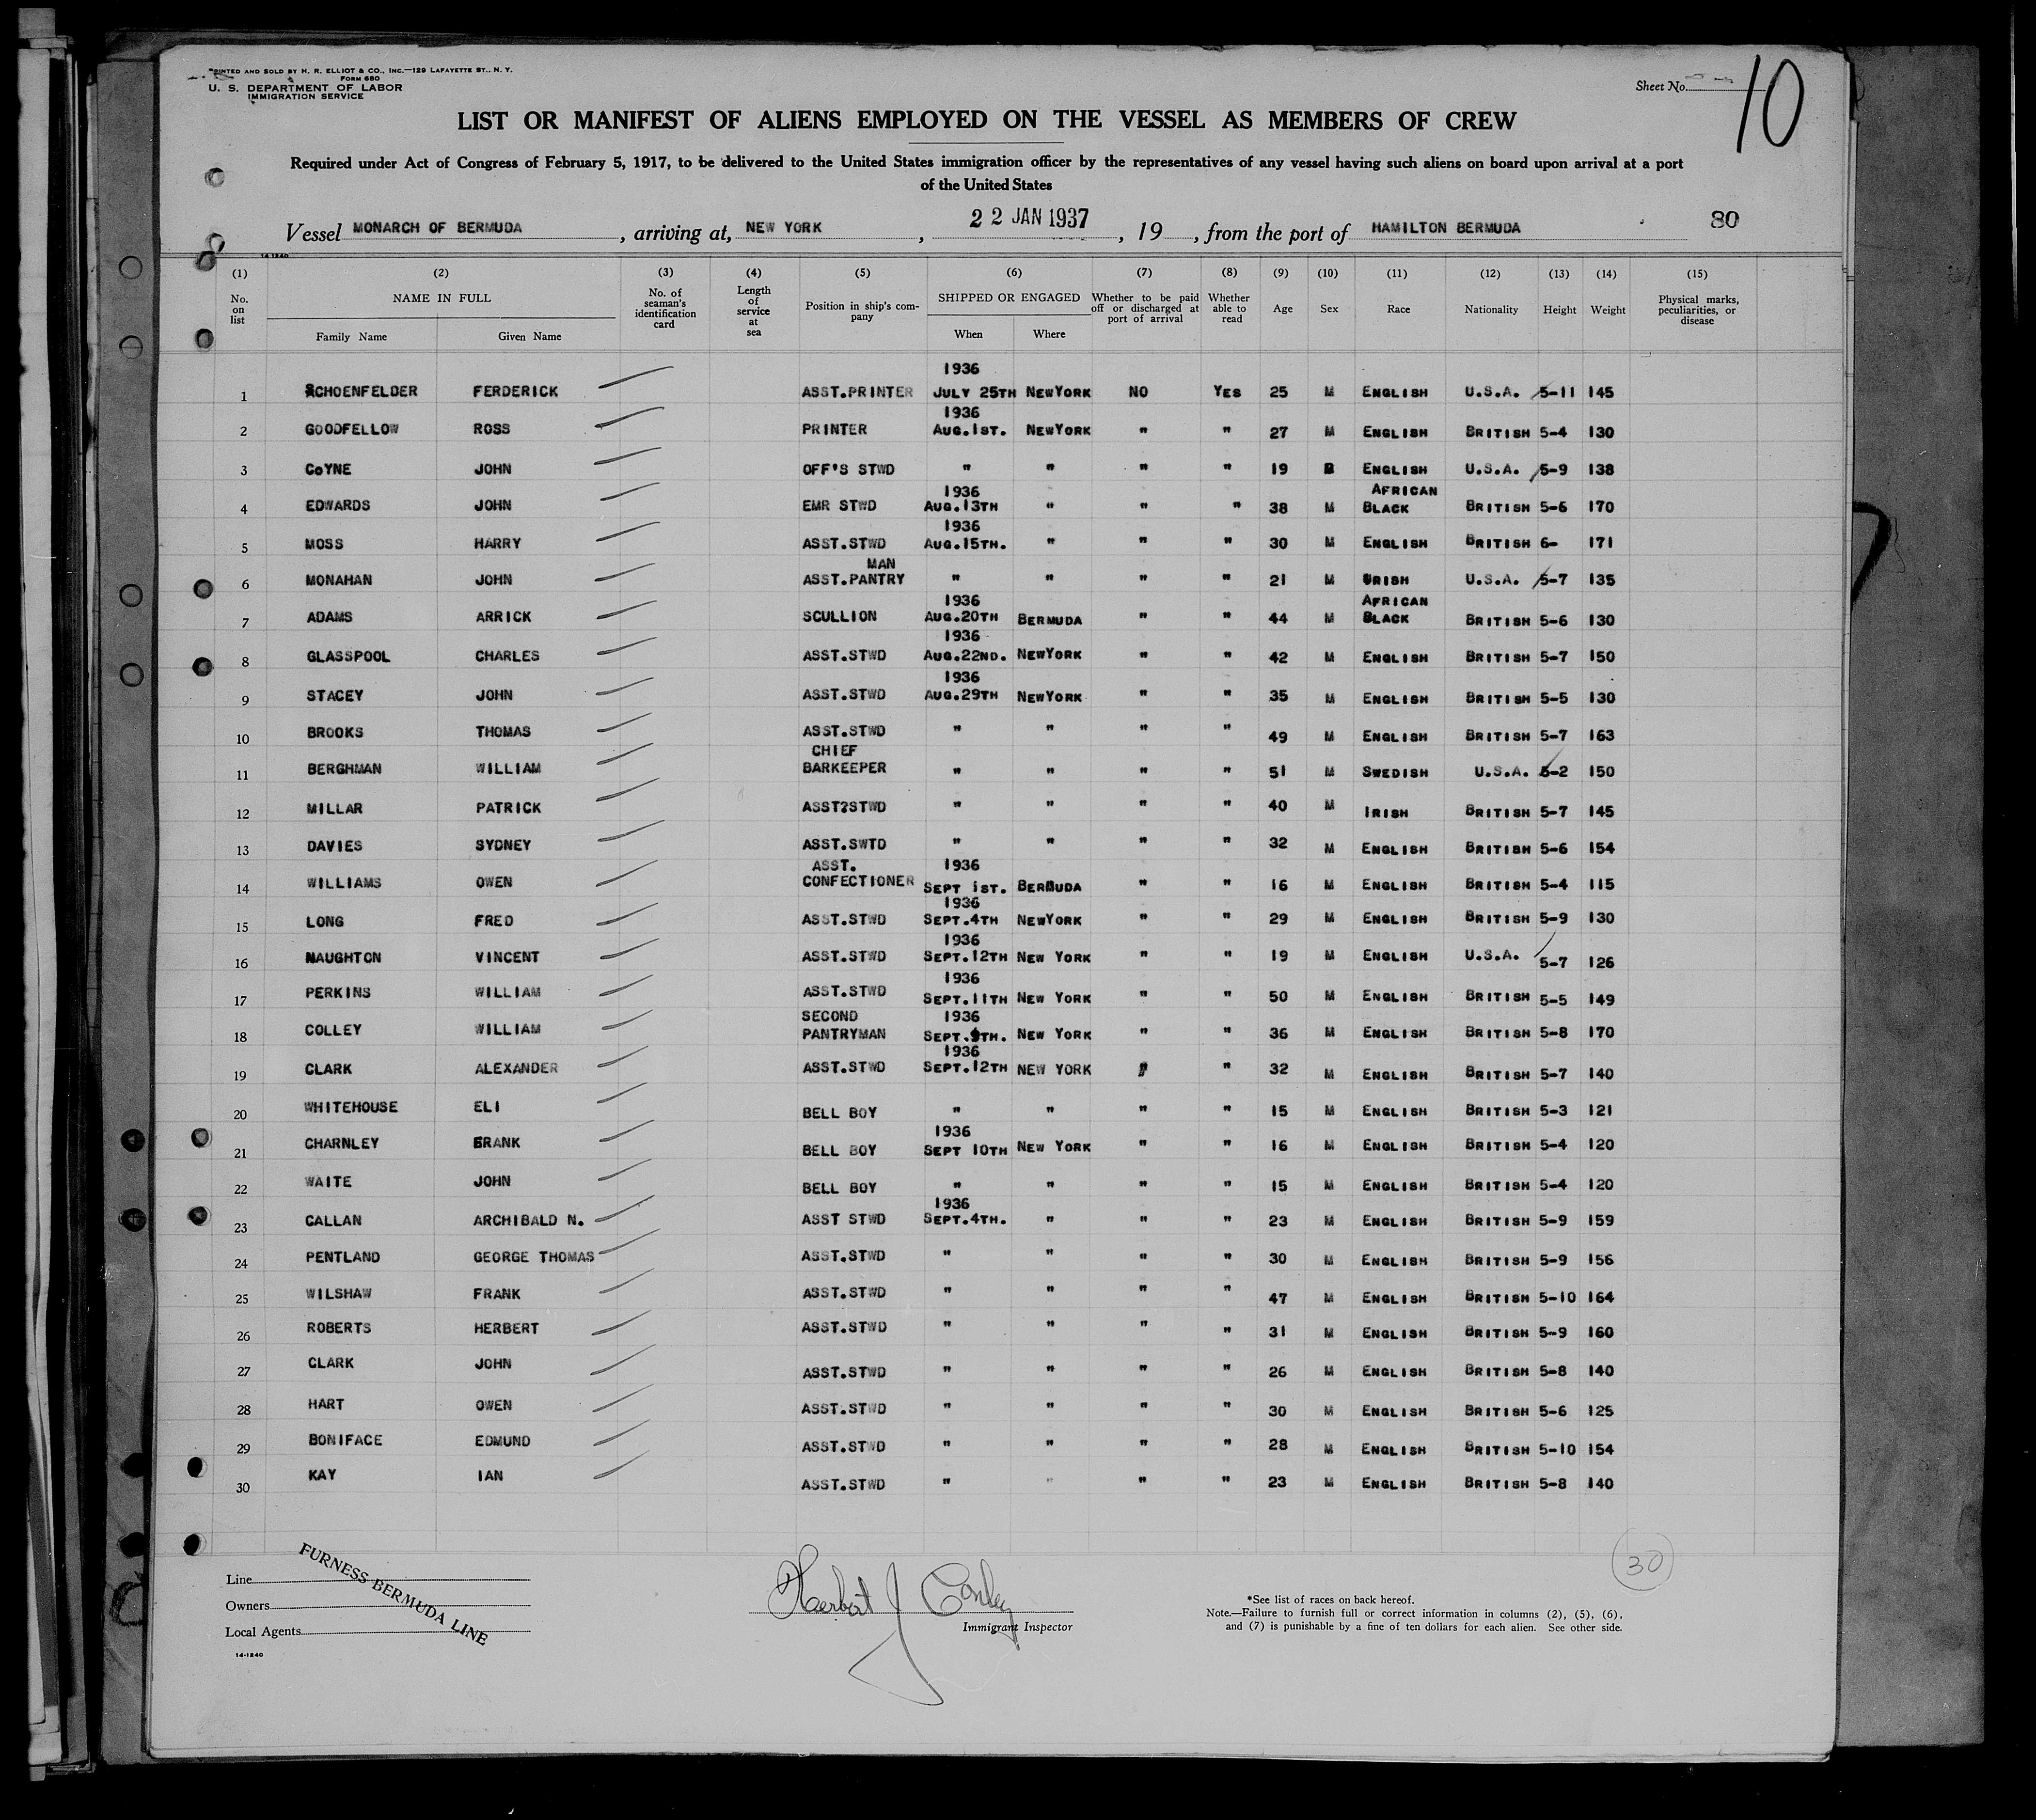 PRINTED AND SOLD BY H. R. ELLIOT & CO., INC.—129 LAFAYETTE ST., N. Y.
FORM 680
U. S. DEPARTMENT OF LABOR
IMMIGRATION SERVICE
Sheet No. 10
LIST OR MANIFEST OF ALIENS EMPLOYED ON THE VESSEL AS MEMBERS OF CREW
Required under Act of Congress of February 5, 1917, to be delivered to the United States immigration officer by the representatives of any vessel having such aliens on board upon arrival at a port
of the United States
Vessel MONARCH OF BERMUDA, arriving at, NEW YORK, 22 JAN 1937, 19, from the port of HAMILTON BERMUDA 80
14-1240
(1) (2) (3) (4) (5) (6) (7) (8) (9) (10) (11) (12) (13) (14) (15)
No. on list NAME IN FULL Family Name Given Name No. of seaman's identification card Length of service at sea Position in ship's company SHIPPED OR ENGAGED When Where Whether to be paid off or discharged at port of arrival Whether able to read Age Sex Race Nationality Height Weight Physical marks, peculiarities, or disease
1936
1 SCHOENFELDER FERDERICK ASST.PRINTER JULY 25TH NEWYORK NO YES 25 M ENGLISH U.S.A. 5-11 145
1936
2 GOODFELLOW ROSS PRINTER AUG.1ST. NEWYORK " " 27 M ENGLISH BRITISH 5-4 130
3 COYNE JOHN OFF'S STWD " " " " 19 ENGLISH U.S.A. 5-9 138
1936 AFRICAN
4 EDWARDS JOHN EMR STWD AUG.13TH " " " 38 M BLACK BRITISH 5-6 170
1936
5 MOSS HARRY ASST.STWD AUG.15TH. " " " 30 M ENGLISH BRITISH 6- 171
MAN
6 MONAHAN JOHN ASST.PANTRY " " " " 21 M IRISH U.S.A. 5-7 135
1936 AFRICAN
7 ADAMS ARRICK SCULLION AUG.20TH BERMUDA " " 44 M BLACK BRITISH 5-6 130
1936
8 GLASSPOOL CHARLES ASST.STWD AUG.22ND. NEWYORK " " 42 M ENGLISH BRITISH 5-7 150
1936
9 STACEY JOHN ASST.STWD AUG.29TH NEWYORK " " 35 M ENGLISH BRITISH 5-5 130
10 BROOKS THOMAS ASST.STWD " " " " 49 M ENGLISH BRITISH 5-7 163
CHIEF
11 BERGHMAN WILLIAM BARKEEPER " " " " 51 M SWEDISH U.S.A. 5-2 150
12 MILLAR PATRICK ASST?STWD " " " " 40 M IRISH BRITISH 5-7 145
13 DAVIES SYDNEY ASST.SWTD " " " " 32 M ENGLISH BRITISH 5-6 154
ASST. 1936
14 WILLIAMS OWEN CONFECTIONER SEPT 1ST. BERMUDA " " 16 M ENGLISH BRITISH 5-4 115
1936
15 LONG FRED ASST.STWD SEPT.4TH NEWYORK " " 29 M ENGLISH BRITISH 5-9 130
1936
16 NAUGHTON VINCENT ASST.STWD SEPT.12TH NEW YORK " " 19 M ENGLISH U.S.A. 5-7 126
1936
17 PERKINS WILLIAM ASST.STWD SEPT.11TH NEW YORK " " 50 M ENGLISH BRITISH 5-5 149
SECOND 1936
18 COLLEY WILLIAM PANTRYMAN SEPT.9TH. NEW YORK " " 36 M ENGLISH BRITISH 5-8 170
1936
19 CLARK ALEXANDER ASST.STWD SEPT.12TH NEW YORK " " 32 M ENGLISH BRITISH 5-7 140
20 WHITEHOUSE ELI BELL BOY " " " " 15 M ENGLISH BRITISH 5-3 121
1936
21 CHARNLEY FRANK BELL BOY SEPT 10TH NEW YORK " " 16 M ENGLISH BRITISH 5-4 120
22 WAITE JOHN BELL BOY " " " " 15 M ENGLISH BRITISH 5-4 120
1936
23 CALLAN ARCHIBALD N. ASST STWD SEPT.4TH. " " " 23 M ENGLISH BRITISH 5-9 159
24 PENTLAND GEORGE THOMAS ASST.STWD " " " " 30 M ENGLISH BRITISH 5-9 156
25 WILSHAW FRANK ASST.STWD " " " " 47 M ENGLISH BRITISH 5-10 164
26 ROBERTS HERBERT ASST.STWD " " " " 31 M ENGLISH BRITISH 5-9 160
27 CLARK JOHN ASST.STWD " " " " 26 M ENGLISH BRITISH 5-8 140
28 HART OWEN ASST.STWD " " " " 30 M ENGLISH BRITISH 5-6 125
29 BONIFACE EDMUND ASST.STWD " " " " 28 M ENGLISH BRITISH 5-10 154
30 KAY IAN ASST.STWD " " " " 23 M ENGLISH BRITISH 5-8 140
30
Line
Owners
Local Agents
FURNESS BERMUDA LINE
14-1240
Herbert J Conley
Immigrant Inspector
*See list of races on back hereof.
Note.—Failure to furnish full or correct information in columns (2), (5), (6),
and (7) is punishable by a fine of ten dollars for each alien. See other side.